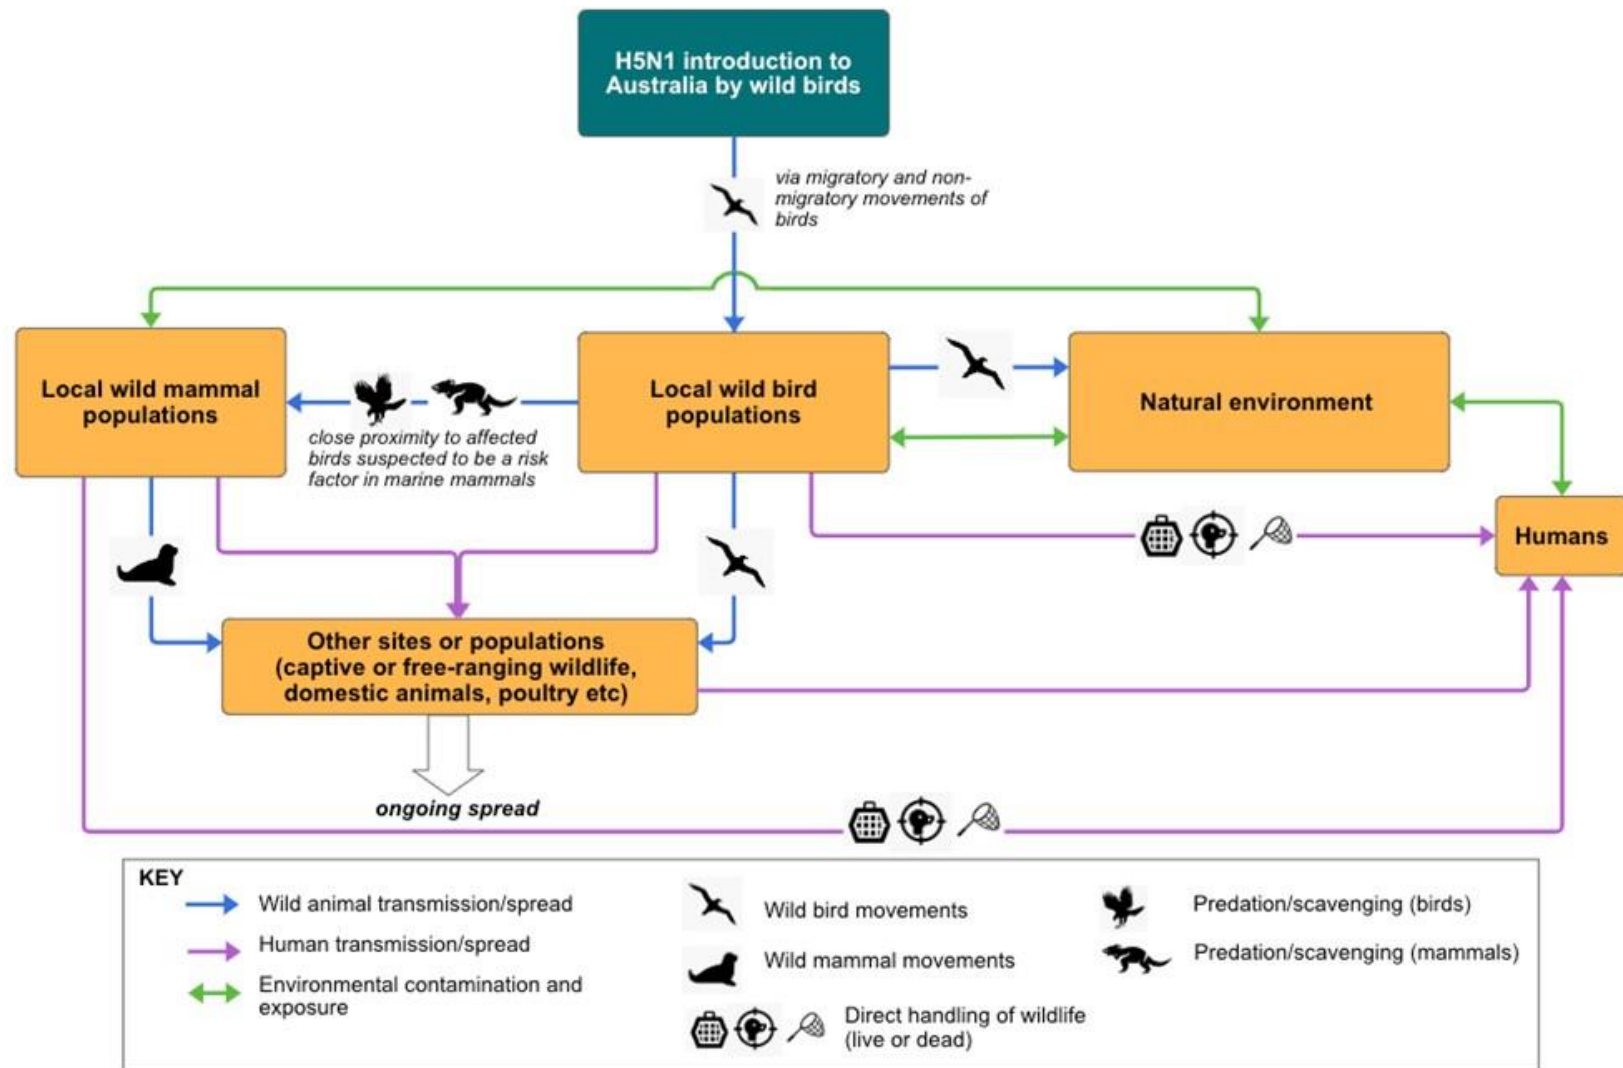 H5N1 introduction to
Australia by wild birds
via migratory and non-
migratory movements of
birds
Local wild mammal
populations
close proximity to affected
birds suspected to be a risk
factor in marine mammals
Local wild bird
populations
Natural environment
Humans
Other sites or populations
(captive or free-ranging wildlife,
domestic animals, poultry etc)
ongoing spread
KEY
Wild animal transmission/spread
Human transmission/spread
Environmental contamination and
exposure
Wild bird movements
Wild mammal movements
Direct handling of wildlife
(live or dead)
Predation/scavenging (birds)
Predation/scavenging (mammals)